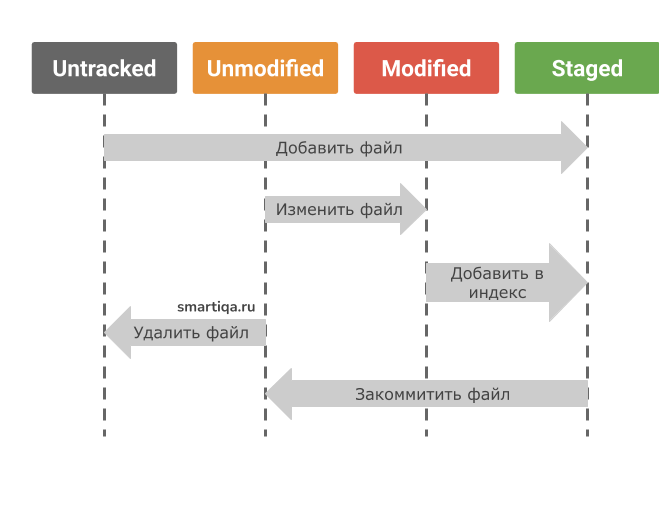 Untracked
Unmodified
Modified
Staged
Добавить файл
Изменить файл
Добавить в
индекс
smartiqa.ru
Удалить файл
Закоммитить файл